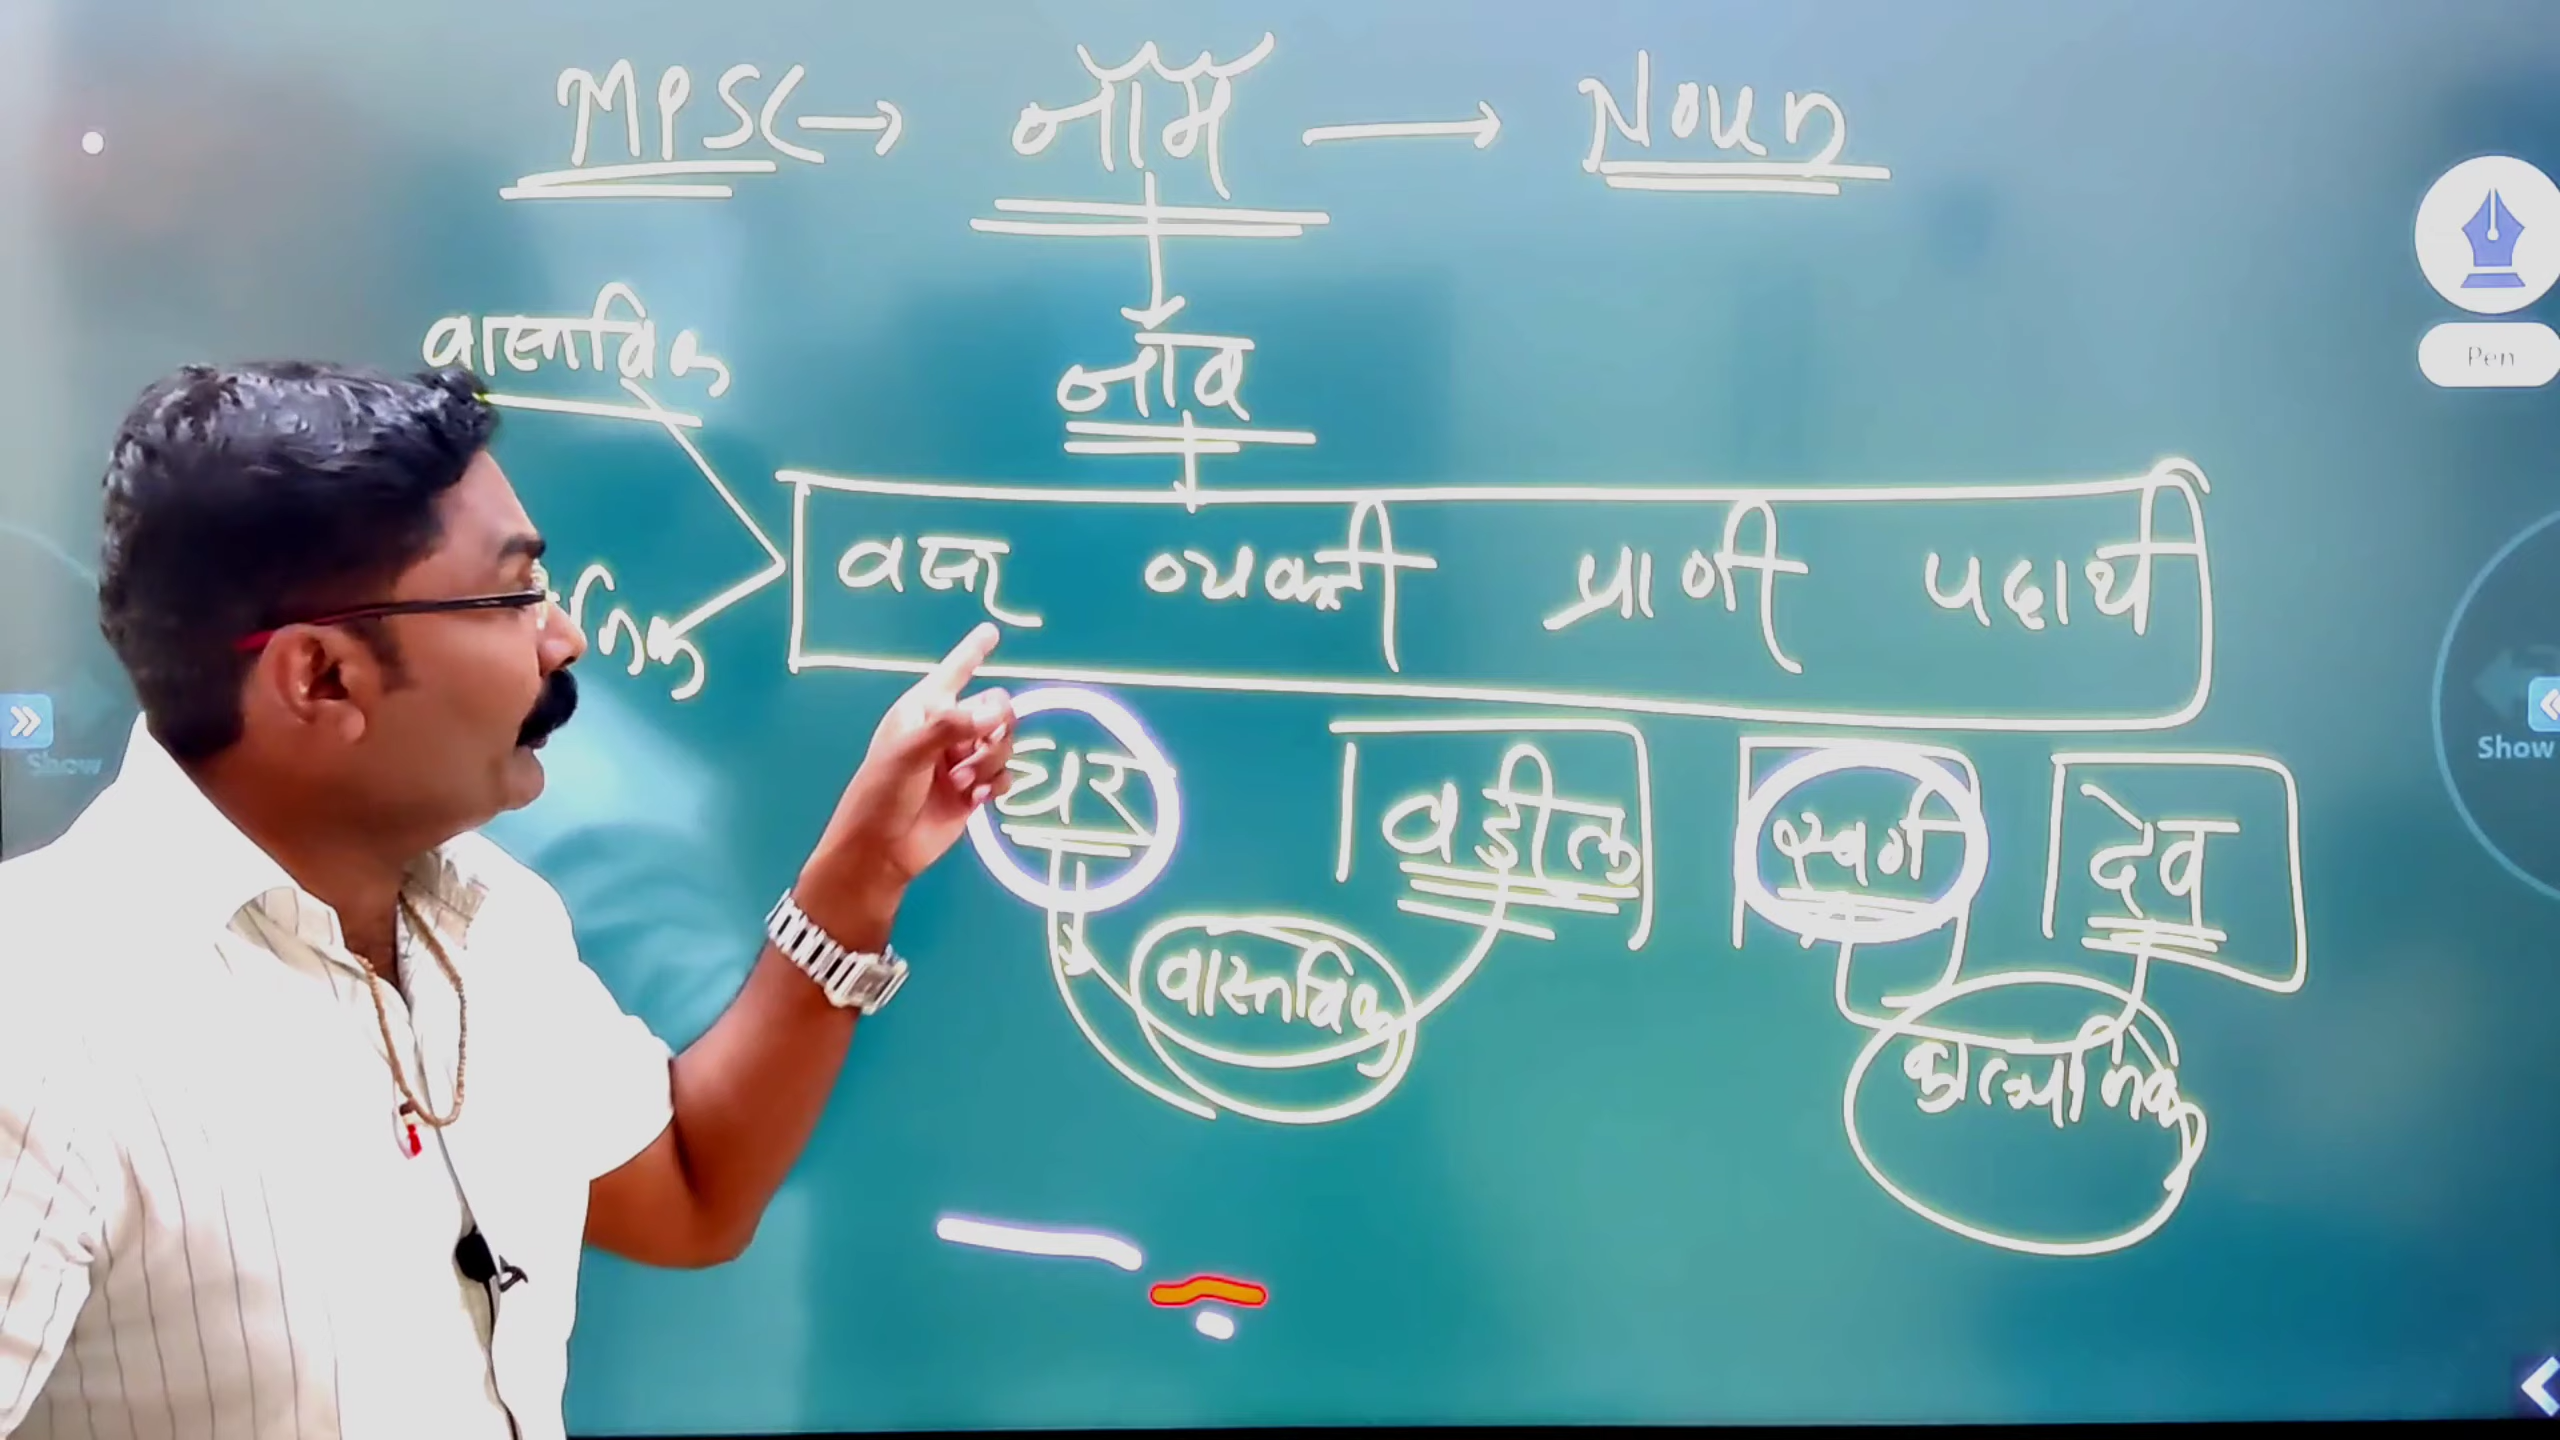 MPSC → नाम → Noun
वास्तविक
नाव
वस्तू व्यक्ती प्राणी पदार्थ
निक
घर वडील स्वर्ग देव
वास्तविक
काल्पनिक
Pen
Show
Show